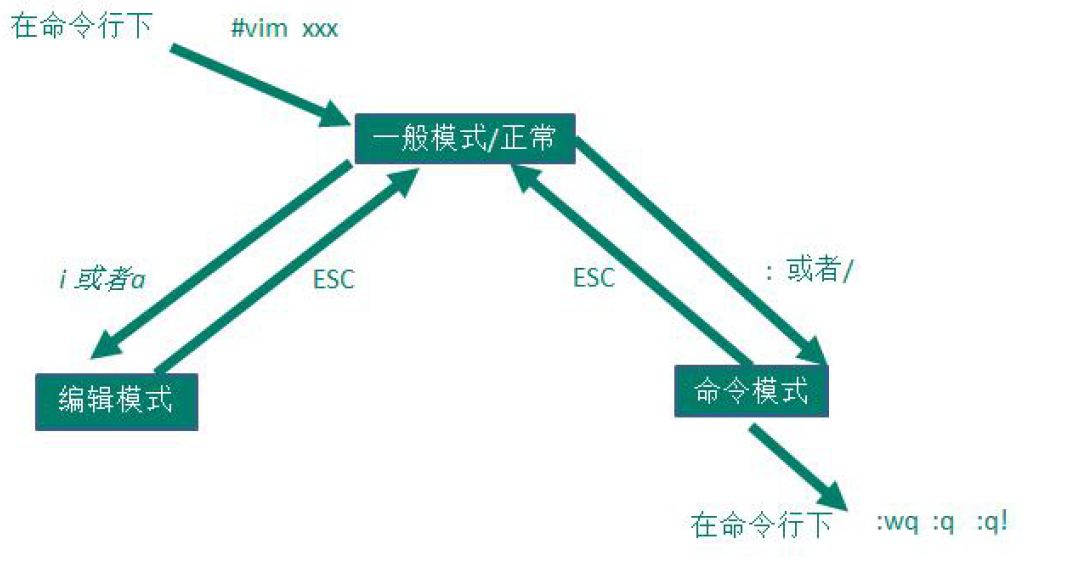 在命令行下 #vim xxx
一般模式/正常
i 或者a
ESC
ESC
: 或者/
编辑模式
命令模式
在命令行下 :wq :q :q!